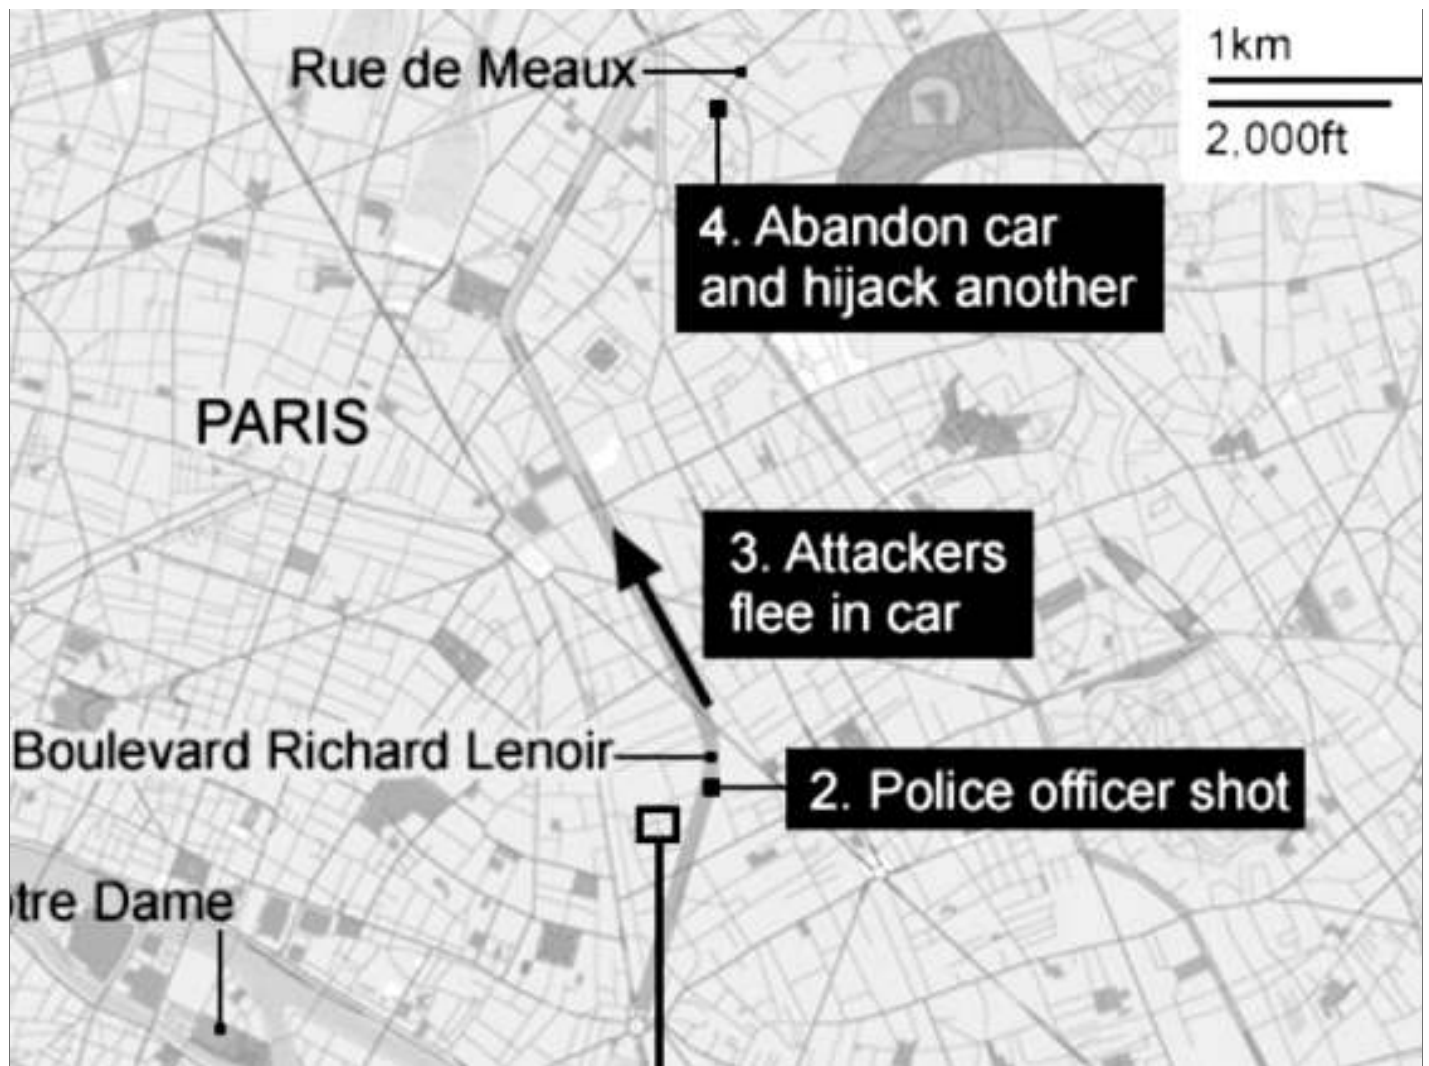 1km
2,000ft
Rue de Meaux
4. Abandon car
and hijack another
PARIS
3. Attackers
flee in car
Boulevard Richard Lenoir
2. Police officer shot
otre Dame